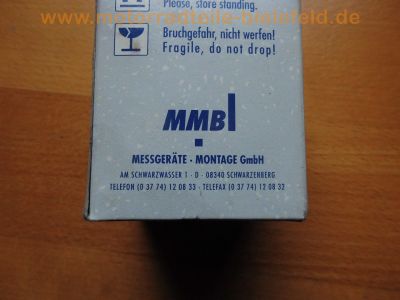 www.motorradteile-bielefeld.de
Please, store standing.
Bruchgefahr, nicht werfen!
Fragile, do not drop!
MMB
MESSGERÄTE · MONTAGE GmbH
AM SCHWARZWASSER 1 · D - 08340 SCHWARZENBERG
TELEFON (0 37 74) 12 08 33 · TELEFAX (0 37 74) 12 08 32